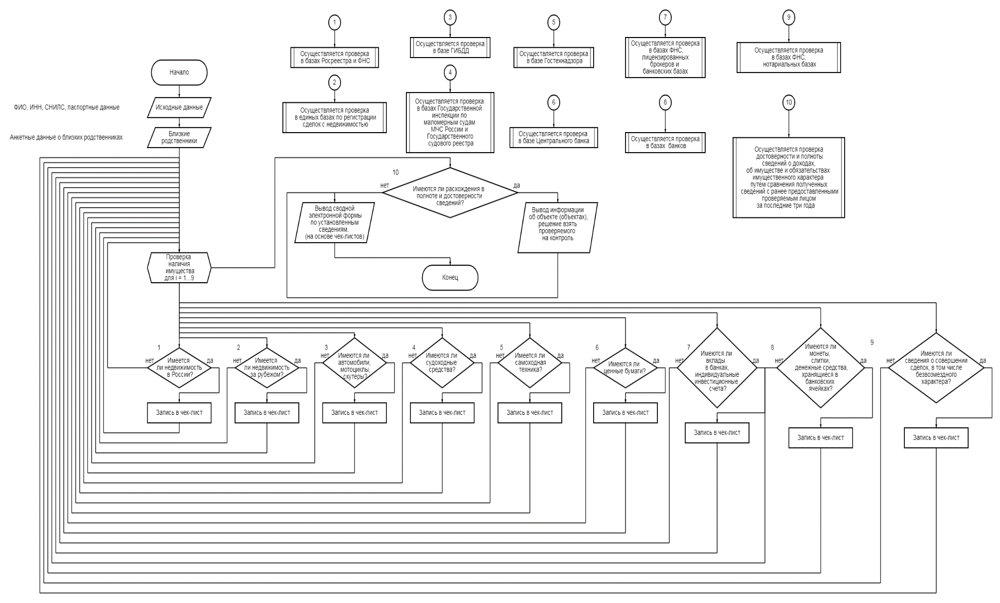 1
Осуществляется проверка
в базах Росреестра и ФНС
2
Осуществляется проверка
в единых базах по регистрации
сделок с недвижимостью
3
Осуществляется проверка
в базе ГИБДД
4
Осуществляется проверка
в базах Государственной
инспекции по
маломерным судам
МЧС России и
Государственного
судового реестра
5
Осуществляется проверка
в базе Гостехнадзора
6
Осуществляется проверка
в базе Центрального банка
7
Осуществляется проверка
в базах ФНС,
лицензированных
брокеров и
банковских базах
8
Осуществляется проверка
в базах банков
9
Осуществляется проверка
в базах ФНС,
нотариальных базах
10
Осуществляется проверка
достоверности и полноты
сведений о доходах,
об имуществе и обязательствах
имущественного характера
путем сравнения полученных
сведений с ранее предоставленными
проверяемым лицом
за последние три года
Начало
ФИО, ИНН, СНИЛС, паспортные данные
Исходные данные
Анкетные данные о близких родственниках
Близкие
родственники
Проверка
наличия
имущества
для i = 1...9
10
нет
да
Имеются ли расхождения в
полноте и достоверности
сведений?
Вывод сводной
электронной формы
по установленным
сведениям.
(на основе чек-листов)
Вывод информации
об объекте (объектах),
решение взять
проверяемого
на контроль
Конец
1
нет
да
Имеется
ли недвижимость
в России?
Запись в чек-лист
2
нет
да
Имеется
ли недвижимость
за рубежом?
Запись в чек-лист
3
нет
да
Имеются ли
автомобили,
мотоциклы,
скутеры?
Запись в чек-лист
4
нет
да
Имеются ли
судоходные
средства?
Запись в чек-лист
5
нет
да
Имеется ли
самоходная
техника?
Запись в чек-лист
6
нет
да
Имеются ли
ценные бумаги?
Запись в чек-лист
7
нет
да
Имеются ли
вклады
в банках,
индивидуальные
инвестиционные
счета?
Запись в чек-лист
8
нет
да
Имеются ли
монеты,
слитки,
денежные средства,
хранящиеся в
банковских
ячейках?
Запись в чек-лист
9
нет
да
Имеются ли
сведения о совершении
сделок, в том числе
безвозмездного
характера?
Запись в чек-лист